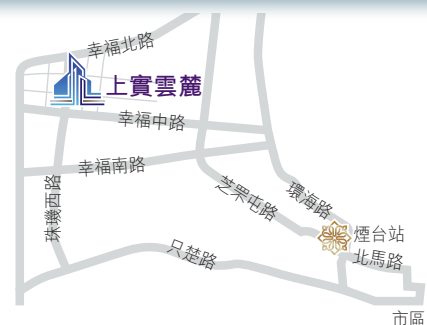 幸福北路
上實雲麓
幸福中路
幸福南路
珠璣西路
芝罘屯路
環海路
煙台站
北馬路
只楚路
市區